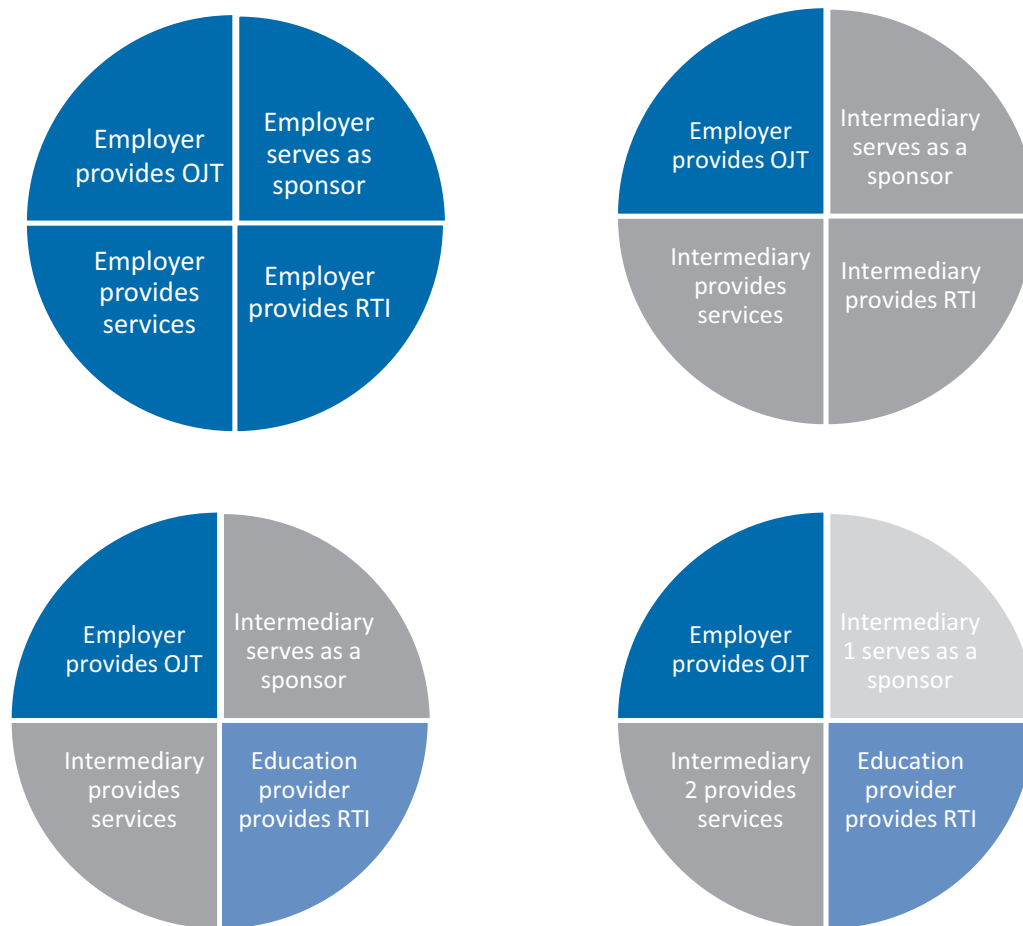 Employer
provides OJT
Employer
serves as
sponsor
Employer
provides
services
Employer
provides RTI
Employer
provides OJT
Intermediary
serves as a
sponsor
Intermediary
provides
services
Intermediary
provides RTI
Employer
provides OJT
Intermediary
serves as a
sponsor
Intermediary
provides
services
Education
provider
provides RTI
Employer
provides OJT
Intermediary
1 serves as a
sponsor
Intermediary
2 provides
services
Education
provider
provides RTI